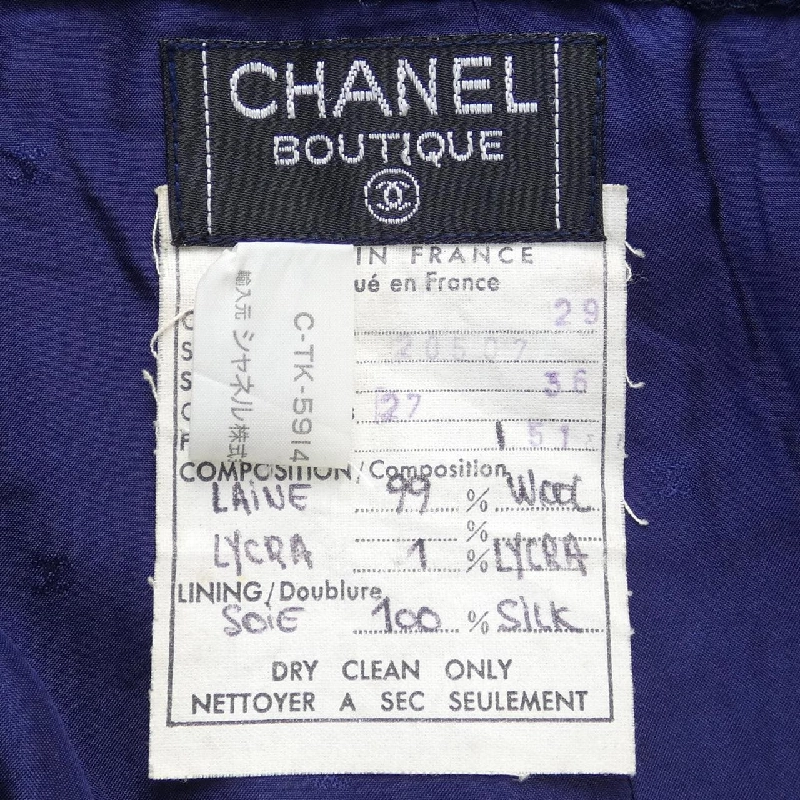 CHANEL
BOUTIQUE
IN FRANCE
ué en France
29
20507
36
27
51
C-TK-5914
輸入元 シャネル株式
COMPOSITION/Composition
LAINE 99 % Wool
%
LYCRA 1 % LYCRA
LINING/Doublure
SOIE 100 % SILK
DRY CLEAN ONLY
NETTOYER A SEC SEULEMENT